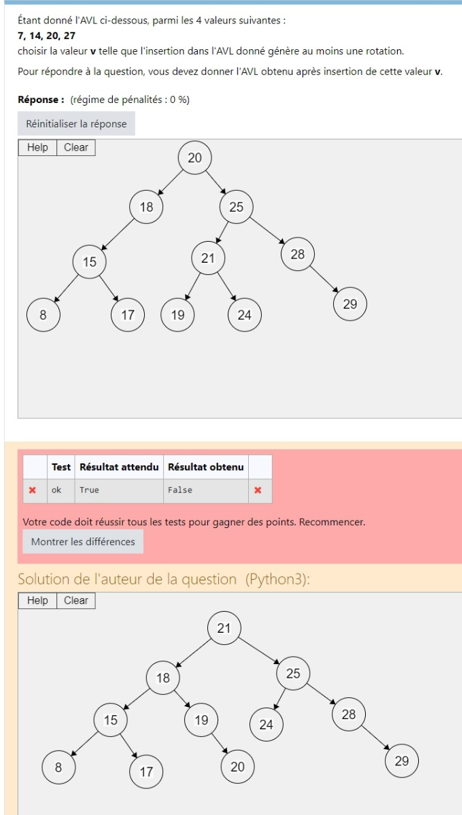 Étant donné l'AVL ci-dessous, parmi les 4 valeurs suivantes :
7, 14, 20, 27
choisir la valeur v telle que l'insertion dans l'AVL donné génère au moins une rotation.
Pour répondre à la question, vous devez donner l'AVL obtenu après insertion de cette valeur v.
Réponse : (régime de pénalités : 0 %)
Réinitialiser la réponse
Help Clear
20
18 25
15 21 28
8 17 19 24 29
Test Résultat attendu Résultat obtenu
ok True False
Votre code doit réussir tous les tests pour gagner des points. Recommencer.
Montrer les différences
Solution de l'auteur de la question (Python3):
Help Clear
21
18 25
15 19 24 28
8 17 20 29